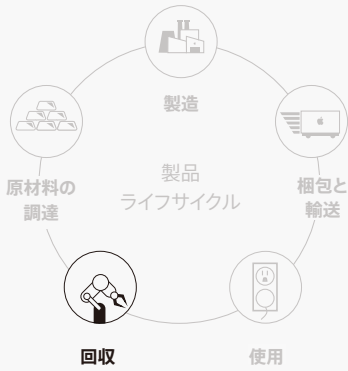 製造
原材料の
調達
製品
ライフサイクル
梱包と
輸送
回収
使用